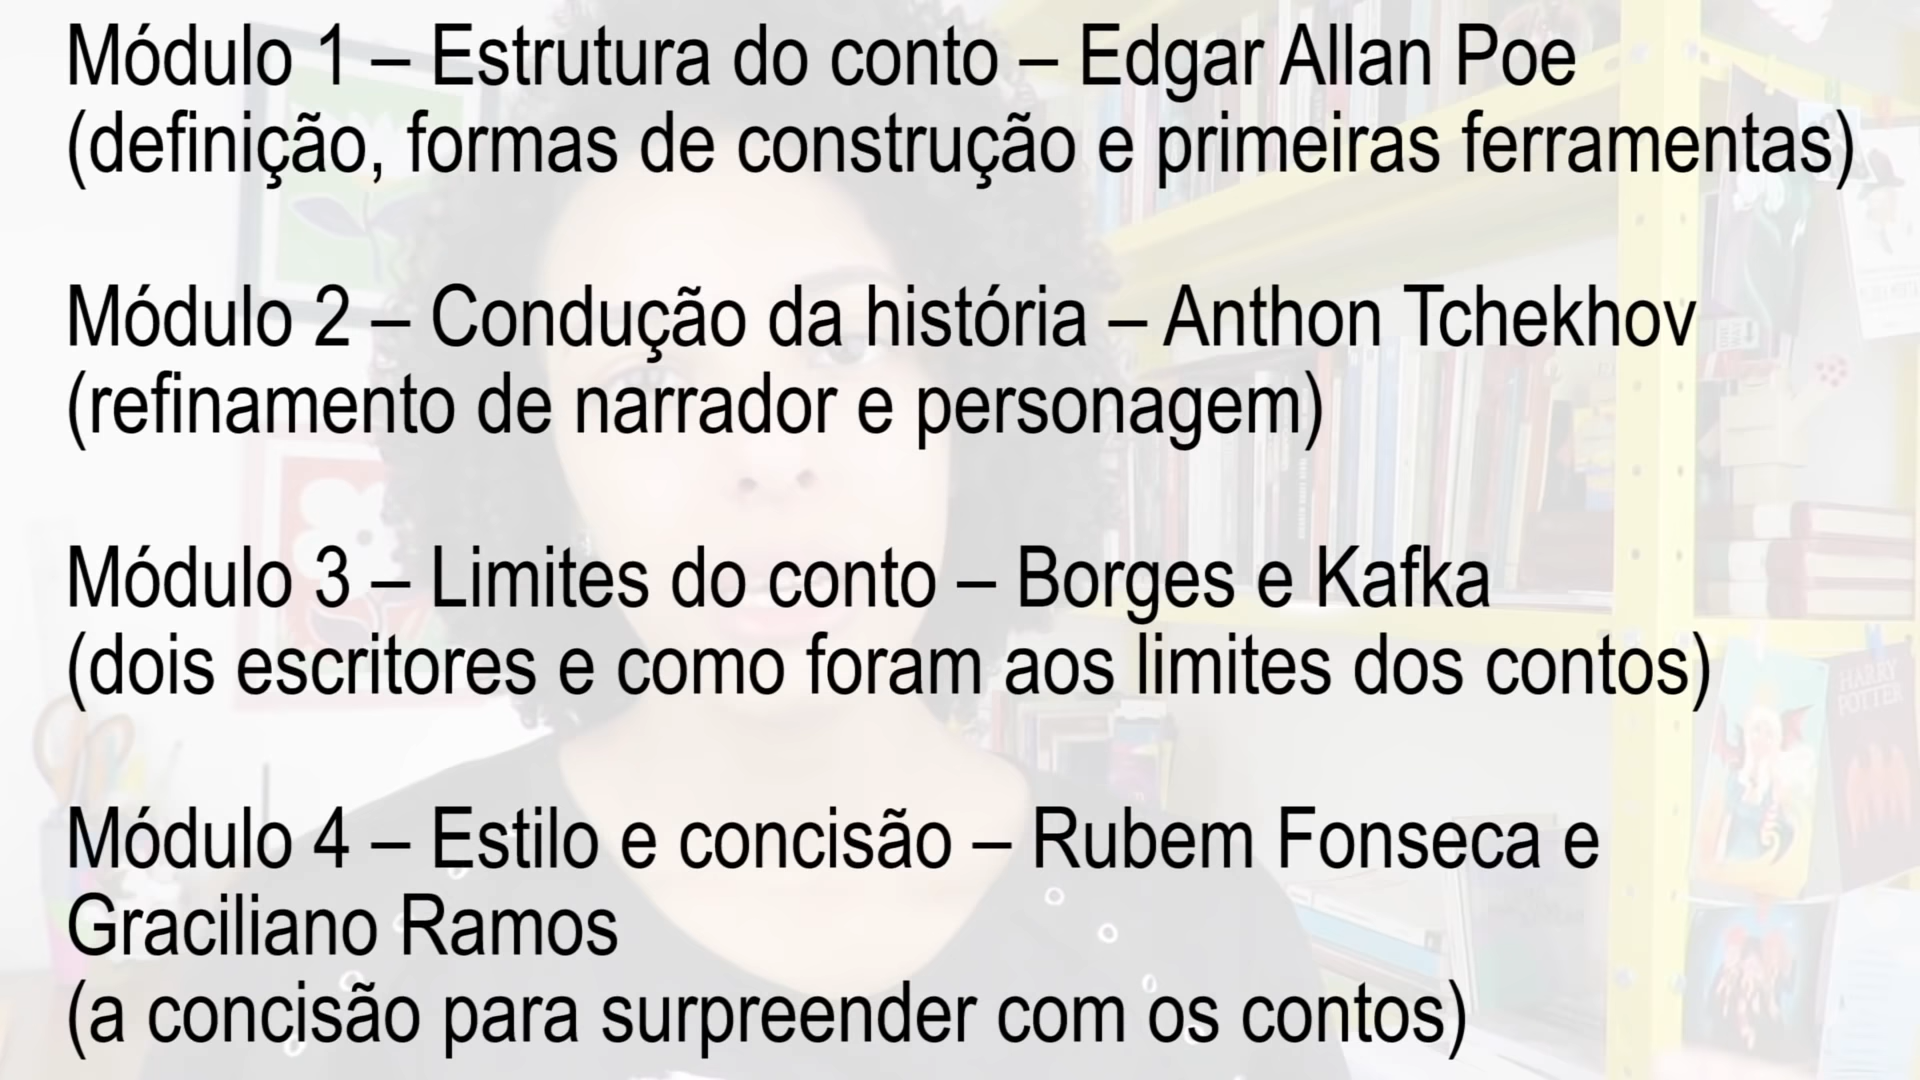 Módulo 1 – Estrutura do conto – Edgar Allan Poe
(definição, formas de construção e primeiras ferramentas)
Módulo 2 – Condução da história – Anthon Tchekhov
(refinamento de narrador e personagem)
Módulo 3 – Limites do conto – Borges e Kafka
(dois escritores e como foram aos limites dos contos)
Módulo 4 – Estilo e concisão – Rubem Fonseca e
Graciliano Ramos
(a concisão para surpreender com os contos)
HARRY
POTTER